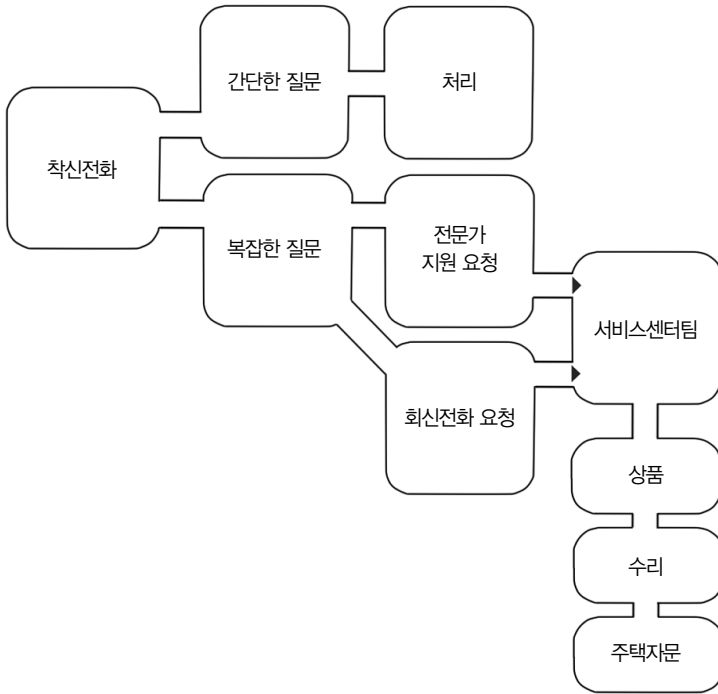 간단한 질문
처리
착신전화
복잡한 질문
전문가
지원 요청
서비스센터팀
회신전화 요청
상품
수리
주택자문